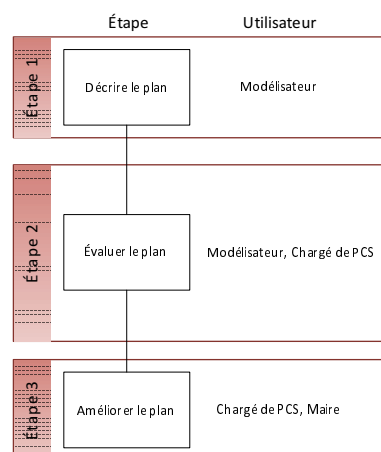 Étape Utilisateur
Étape 1
Décrire le plan
Modélisateur
Étape 2
Évaluer le plan
Modélisateur, Chargé de PCS
Étape 3
Améliorer le plan
Chargé de PCS, Maire